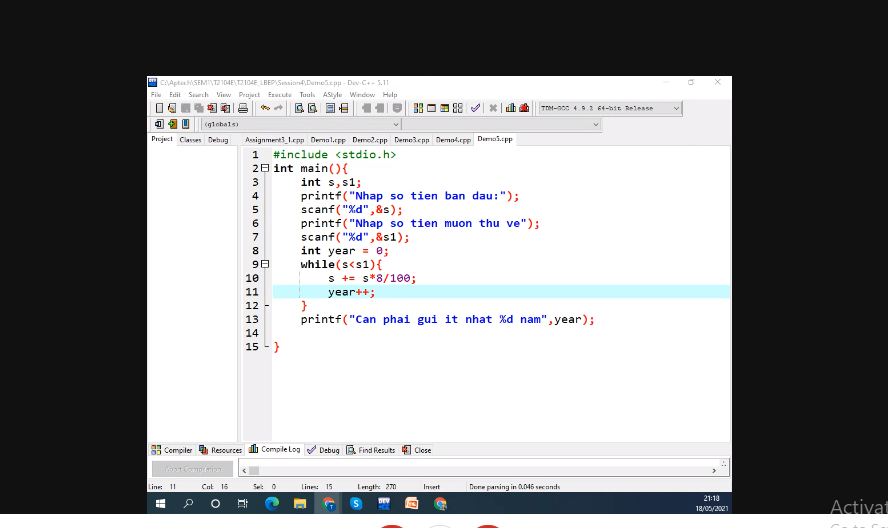 C:\Aptech\SEM1\T2104E\T2104E_LBEP\Session4\Demo5.cpp - Dev-C++ 5.11
File Edit Search View Project Execute Tools AStyle Window Help
TDM-GCC 4.9.2 64-bit Release
(globals)
Project Classes Debug Assignment3_1.cpp Demo1.cpp Demo2.cpp Demo3.cpp Demo4.cpp Demo5.cpp
1 #include <stdio.h>
2 int main(){
3 int s,s1;
4 printf("Nhap so tien ban dau:");
5 scanf("%d",&s);
6 printf("Nhap so tien muon thu ve");
7 scanf("%d",&s1);
8 int year = 0;
9 while(s<s1){
10 s += s*8/100;
11 year++;
12 }
13 printf("Can phai gui it nhat %d nam",year);
14
15 }
Compiler Resources Compile Log Debug Find Results Close
Abort Compilation
Line: 11 Col: 16 Sel: 0 Lines: 15 Length: 270 Insert Done parsing in 0.046 seconds
21:18
18/05/2021
Activat